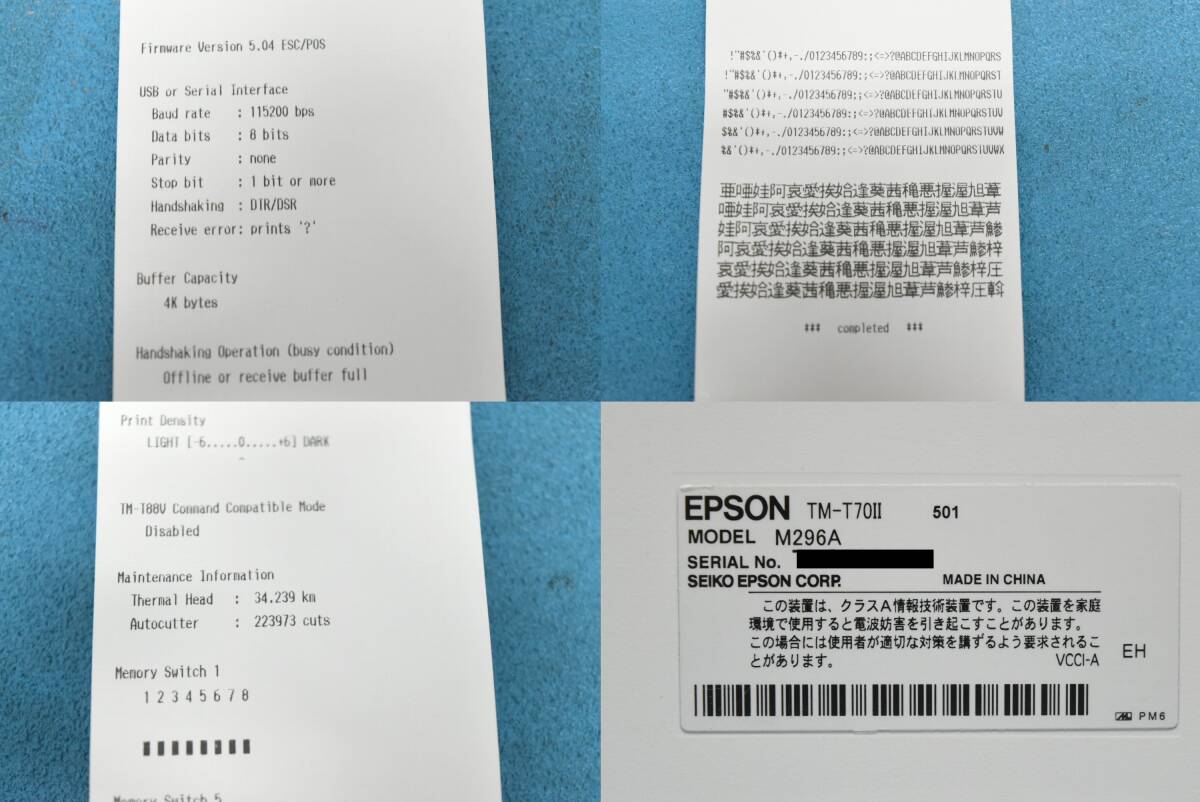 Firmware Version 5.04 ESC/POS
USB or Serial Interface
Baud rate : 115200 bps
Data bits : 8 bits
Parity : none
Stop bit : 1 bit or more
Handshaking : DTR/DSR
Receive error: prints '?'
Buffer Capacity
4K bytes
Handshaking Operation (busy condition)
Offline or receive buffer full
!"#$%&'()*+,-./0123456789:;<=>?@ABCDEFGHIJKLMNOPQRS
!"#$%&'()*+,-./0123456789:;<=>?@ABCDEFGHIJKLMNOPQRST
"#$%&'()*+,-./0123456789:;<=>?@ABCDEFGHIJKLMNOPQRSTU
#$%&'()*+,-./0123456789:;<=>?@ABCDEFGHIJKLMNOPQRSTUV
$%&'()*+,-./0123456789:;<=>?@ABCDEFGHIJKLMNOPQRSTUVW
%&'()*+,-./0123456789:;<=>?@ABCDEFGHIJKLMNOPQRSTUVWX
亜唖娃阿哀愛挨姶逢葵茜穐悪握渥旭葦
唖娃阿哀愛挨姶逢葵茜穐悪握渥旭葦芦
娃阿哀愛挨姶逢葵茜穐悪握渥旭葦芦鯵
阿哀愛挨姶逢葵茜穐悪握渥旭葦芦鯵梓
哀愛挨姶逢葵茜穐悪握渥旭葦芦鯵梓圧
愛挨姶逢葵茜穐悪握渥旭葦芦鯵梓圧斡
*** completed ***
Print Density
LIGHT [-6.....0.....+6] DARK
^
TM-T88V Command Compatible Mode
Disabled
Maintenance Information
Thermal Head : 34.239 km
Autocutter : 223973 cuts
Memory Switch 1
1 2 3 4 5 6 7 8
Memory Switch 5
EPSON TM-T70II 501
MODEL M296A
SERIAL No.
SEIKO EPSON CORP. MADE IN CHINA
この装置は、クラスA情報技術装置です。この装置を家庭
環境で使用すると電波妨害を引き起こすことがあります。
この場合には使用者が適切な対策を講ずるよう要求されるこ
とがあります。 VCCI-A
EH
PM6